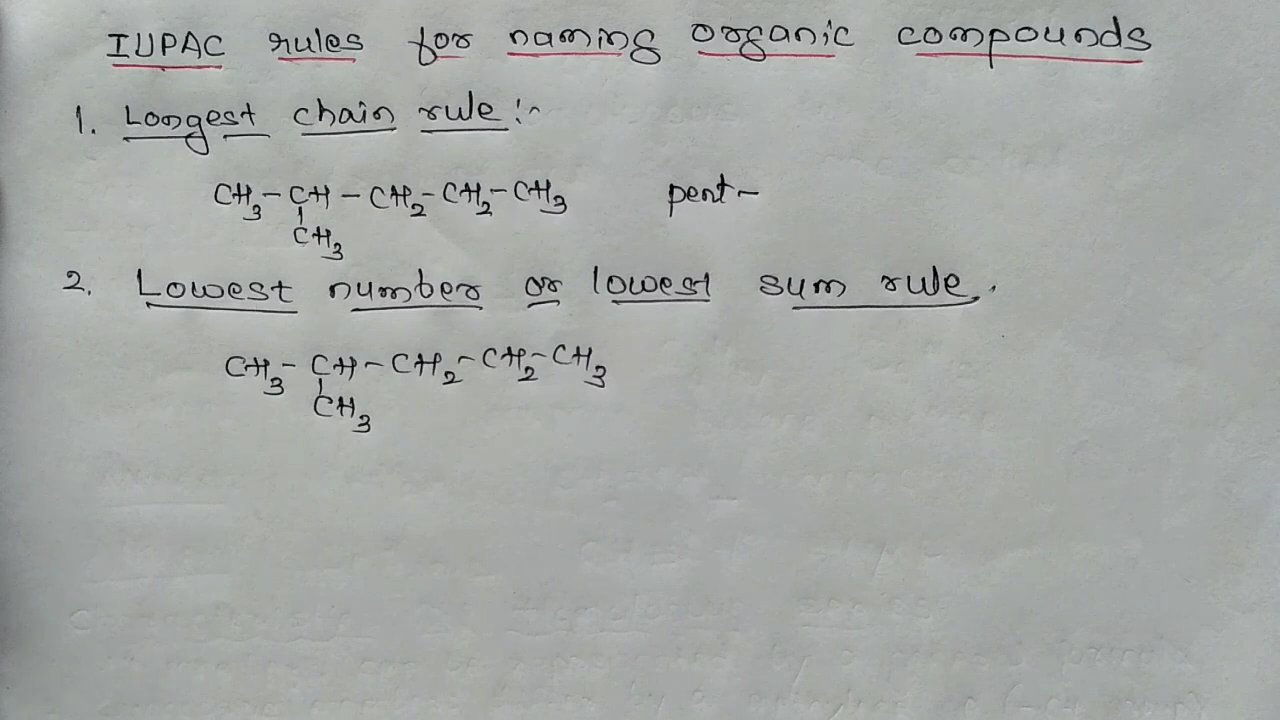 IUPAC rules for naming organic compounds
1. Longest chain rule :-
CH3 - CH - CH2 - CH2 - CH3 pent-
CH3
2. Lowest number or lowest sum rule.
CH3 - CH - CH2 - CH2 - CH3
CH3